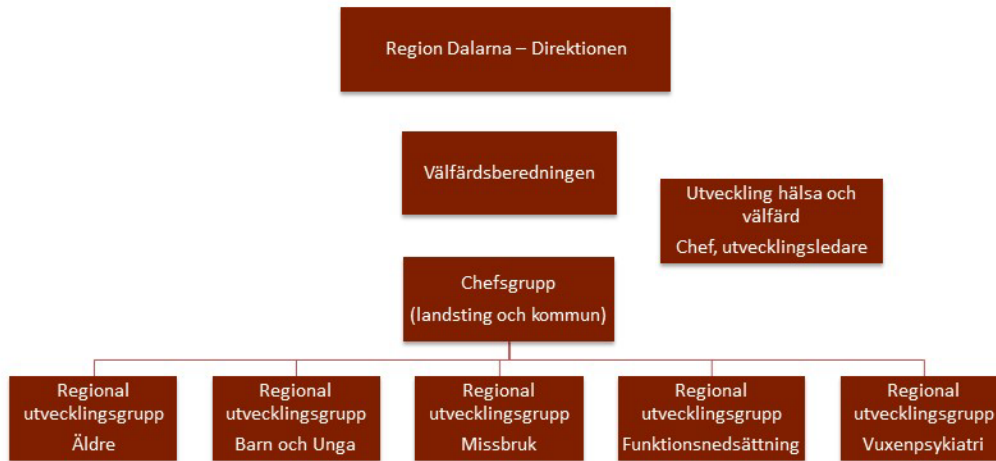 Region Dalarna – Direktionen
Välfärdsberedningen
Utveckling hälsa och
välfärd
Chef, utvecklingsledare
Chefsgrupp
(landsting och kommun)
Regional
utvecklingsgrupp
Äldre
Regional
utvecklingsgrupp
Barn och Unga
Regional
utvecklingsgrupp
Missbruk
Regional
utvecklingsgrupp
Funktionsnedsättning
Regional
utvecklingsgrupp
Vuxenpsykiatri